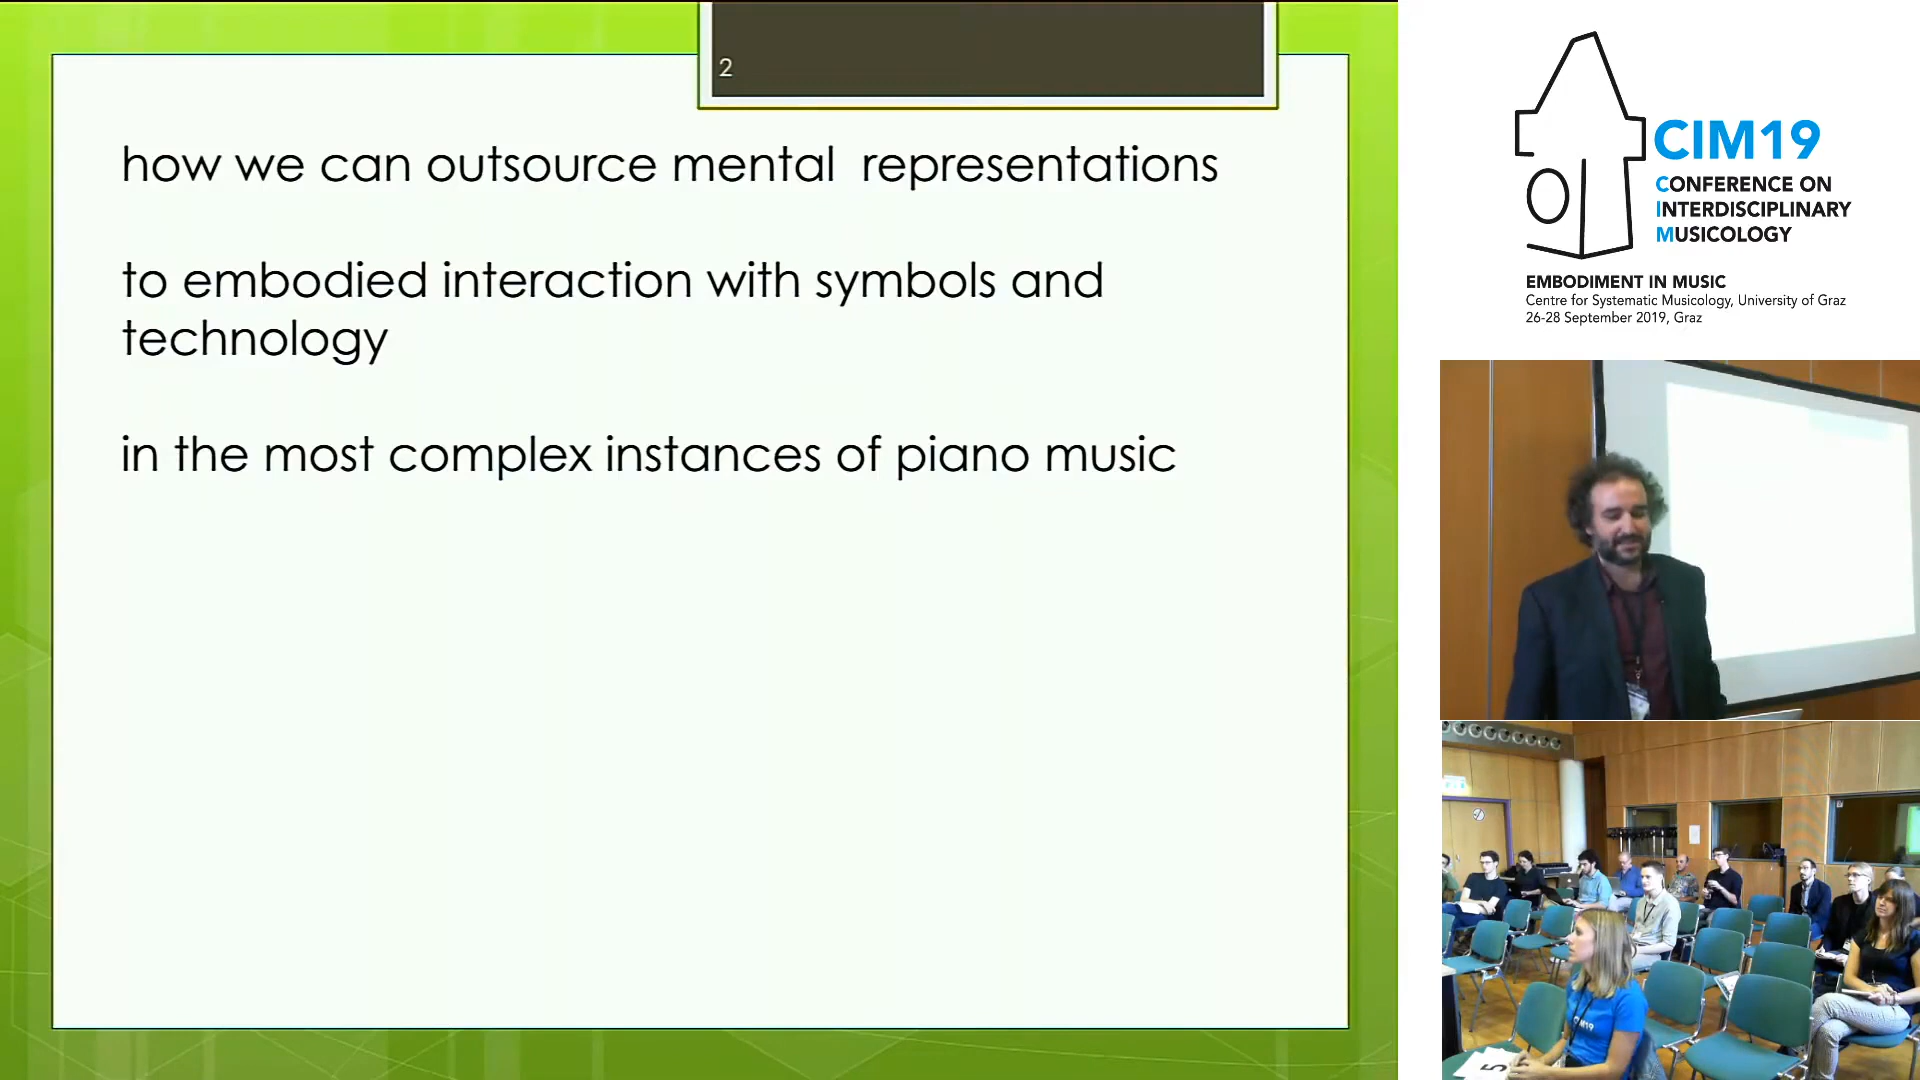 2
how we can outsource mental  representations
to embodied interaction with symbols and
technology
in the most complex instances of piano music
CIM19
CONFERENCE ON
INTERDISCIPLINARY
MUSICOLOGY
EMBODIMENT IN MUSIC
Centre for Systematic Musicology, University of Graz
26-28 September 2019, Graz
CIM19
5